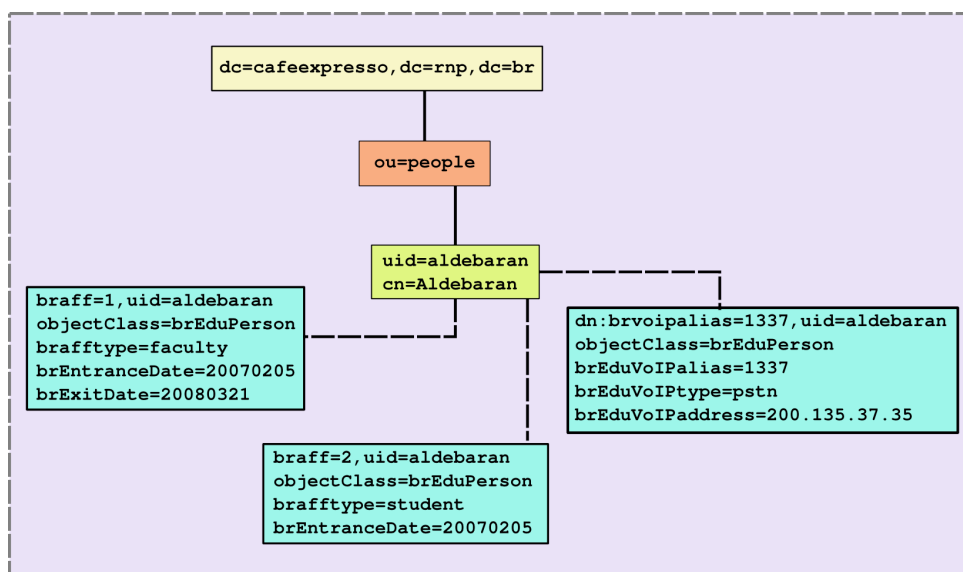 dc=cafeexpresso,dc=rnp,dc=br
ou=people
uid=aldebaran
cn=Aldebaran
braff=1,uid=aldebaran
objectClass=brEduPerson
brafftype=faculty
brEntranceDate=20070205
brExitDate=20080321
dn:brvoipalias=1337,uid=aldebaran
objectClass=brEduPerson
brEduVoIPalias=1337
brEduVoIPtype=pstn
brEduVoIPaddress=200.135.37.35
braff=2,uid=aldebaran
objectClass=brEduPerson
brafftype=student
brEntranceDate=20070205